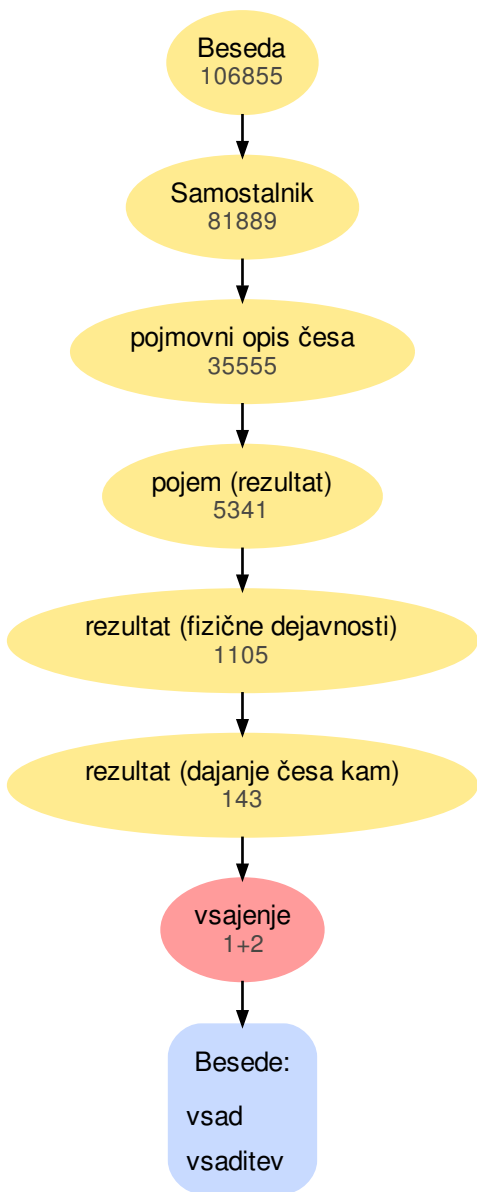 Beseda
106855
Samostalnik
81889
pojmovni opis česa
35555
pojem (rezultat)
5341
rezultat (fizične dejavnosti)
1105
rezultat (dajanje česa kam)
143
vsajenje
1+2
Besede:
vsad
vsaditev